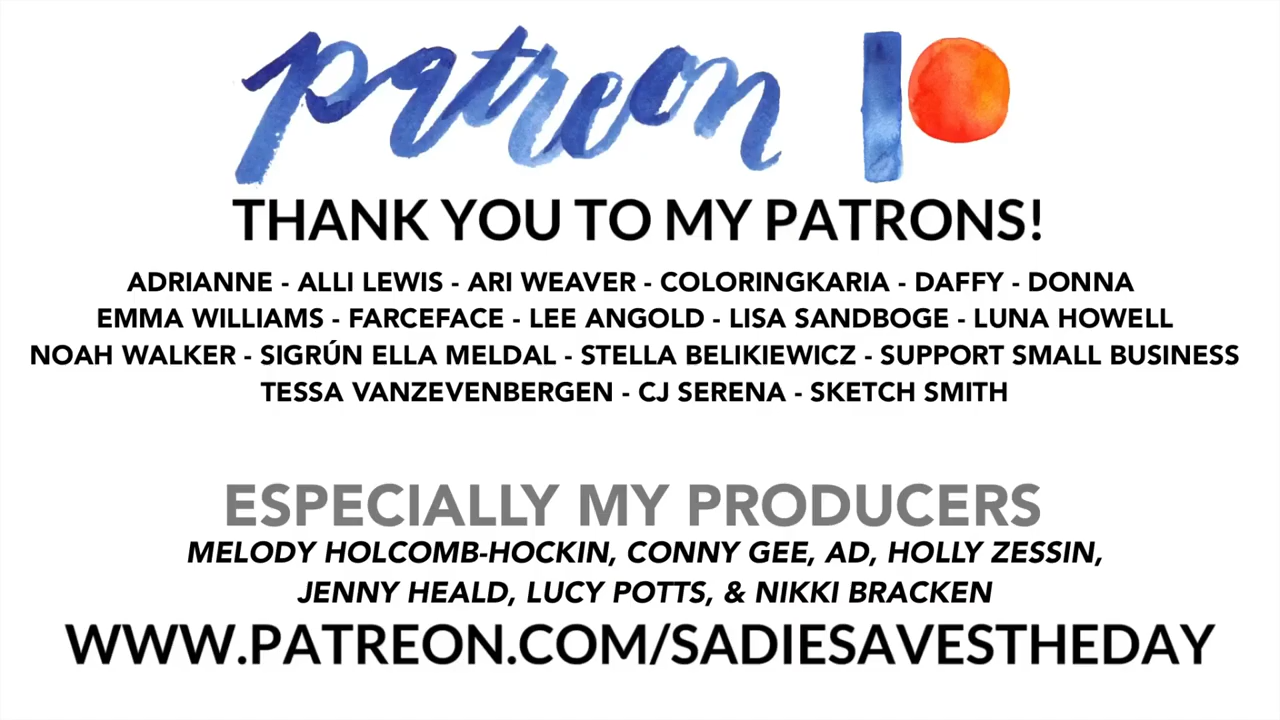 patreon
THANK YOU TO MY PATRONS!
ADRIANNE - ALLI LEWIS - ARI WEAVER - COLORINGKARIA - DAFFY - DONNA
EMMA WILLIAMS - FARCEFACE - LEE ANGOLD - LISA SANDBOGE - LUNA HOWELL
NOAH WALKER - SIGRÚN ELLA MELDAL - STELLA BELIKIEWICZ - SUPPORT SMALL BUSINESS
TESSA VANZEVENBERGEN - CJ SERENA - SKETCH SMITH
ESPECIALLY MY PRODUCERS
MELODY HOLCOMB-HOCKIN, CONNY GEE, AD, HOLLY ZESSIN,
JENNY HEALD, LUCY POTTS, & NIKKI BRACKEN
WWW.PATREON.COM/SADIESAVESTHEDAY